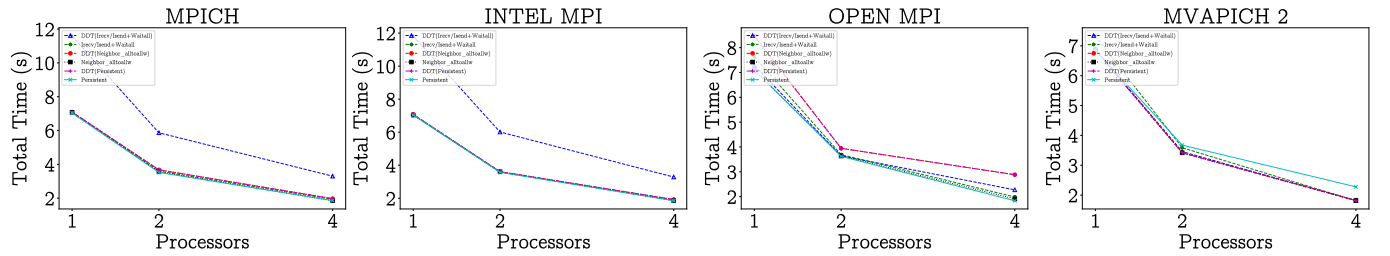 MPICH
12
10
8
6
4
2
Total Time (s)
DDT(Irecv/Isend+Waitall)
Irecv/Isend+Waitall
DDT(Neighbor_alltoallw)
Neighbor_alltoallw
DDT(Persistent)
Persistent
1 2 4
Processors
INTEL MPI
12
10
8
6
4
2
Total Time (s)
DDT(Irecv/Isend+Waitall)
Irecv/Isend+Waitall
DDT(Neighbor_alltoallw)
Neighbor_alltoallw
DDT(Persistent)
Persistent
1 2 4
Processors
OPEN MPI
8
7
6
5
4
3
2
Total Time (s)
DDT(Irecv/Isend+Waitall)
Irecv/Isend+Waitall
DDT(Neighbor_alltoallw)
Neighbor_alltoallw
DDT(Persistent)
Persistent
1 2 4
Processors
MVAPICH 2
7
6
5
4
3
2
Total Time (s)
DDT(Irecv/Isend+Waitall)
Irecv/Isend+Waitall
DDT(Neighbor_alltoallw)
Neighbor_alltoallw
DDT(Persistent)
Persistent
1 2 4
Processors